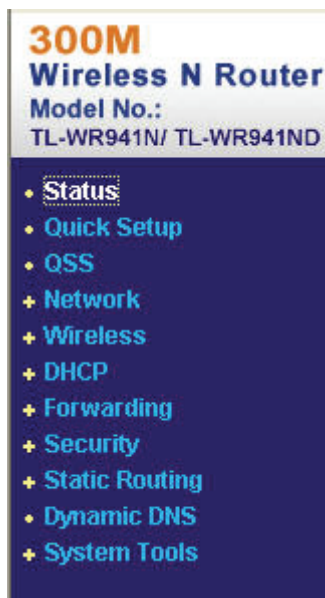 300M
Wireless N Router
Model No.:
TL-WR941N/ TL-WR941ND
• Status
• Quick Setup
• QSS
+ Network
+ Wireless
+ DHCP
+ Forwarding
+ Security
+ Static Routing
• Dynamic DNS
+ System Tools